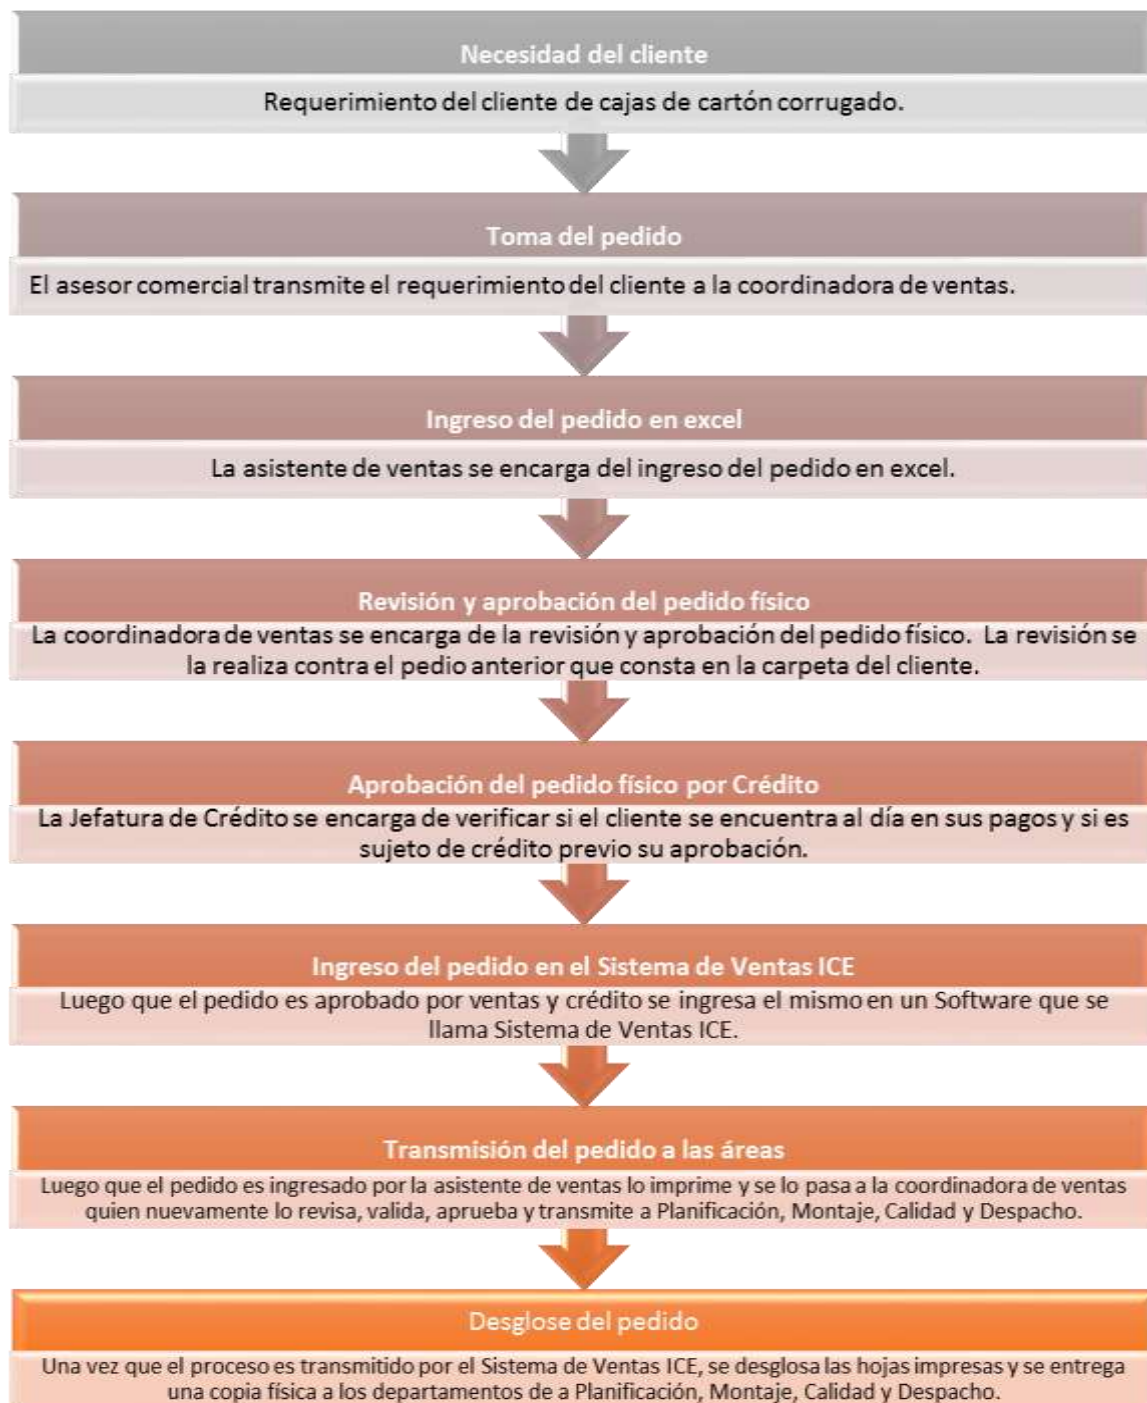 Necesidad del cliente
Requerimiento del cliente de cajas de cartón corrugado.
Toma del pedido
El asesor comercial transmite el requerimiento del cliente a la coordinadora de ventas.
Ingreso del pedido en excel
La asistente de ventas se encarga del ingreso del pedido en excel.
Revisión y aprobación del pedido físico
La coordinadora de ventas se encarga de la revisión y aprobación del pedido físico. La revisión se
la realiza contra el pedio anterior que consta en la carpeta del cliente.
Aprobación del pedido físico por Crédito
La Jefatura de Crédito se encarga de verificar si el cliente se encuentra al día en sus pagos y si es
sujeto de crédito previo su aprobación.
Ingreso del pedido en el Sistema de Ventas ICE
Luego que el pedido es aprobado por ventas y crédito se ingresa el mismo en un Software que se
llama Sistema de Ventas ICE.
Transmisión del pedido a las áreas
Luego que el pedido es ingresado por la asistente de ventas lo imprime y se lo pasa a la coordinadora de ventas
quien nuevamente lo revisa, valida, aprueba y transmite a Planificación, Montaje, Calidad y Despacho.
Desglose del pedido
Una vez que el proceso es transmitido por el Sistema de Ventas ICE, se desglosa las hojas impresas y se entrega
una copia física a los departamentos de a Planificación, Montaje, Calidad y Despacho.